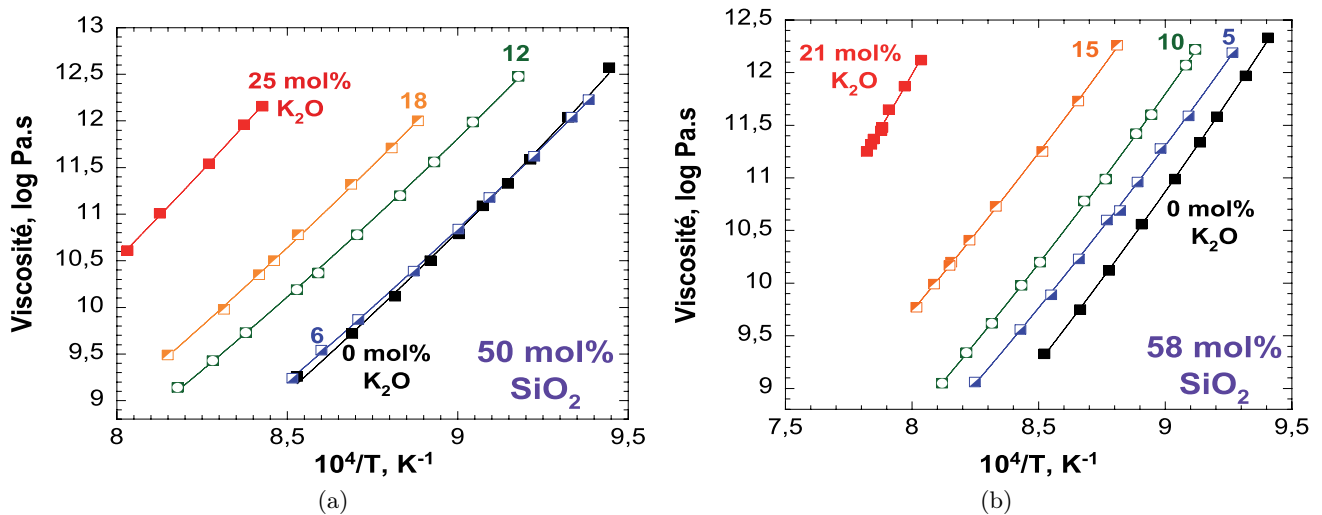 12,5
12
11,5
11
10,5
10
9,5
9
Viscosité, log Pa.s
25 mol%
K₂O
18
12
6
0 mol%
K₂O
50 mol%
SiO₂
8
8,5
9
9,5
10⁴/T, K⁻¹
(a)
12,5
12
11,5
11
10,5
10
9,5
9
Viscosité, log Pa.s
21 mol%
K₂O
15
10
5
0 mol%
K₂O
58 mol%
SiO₂
7,5
8
8,5
9
9,5
10⁴/T, K⁻¹
(b)